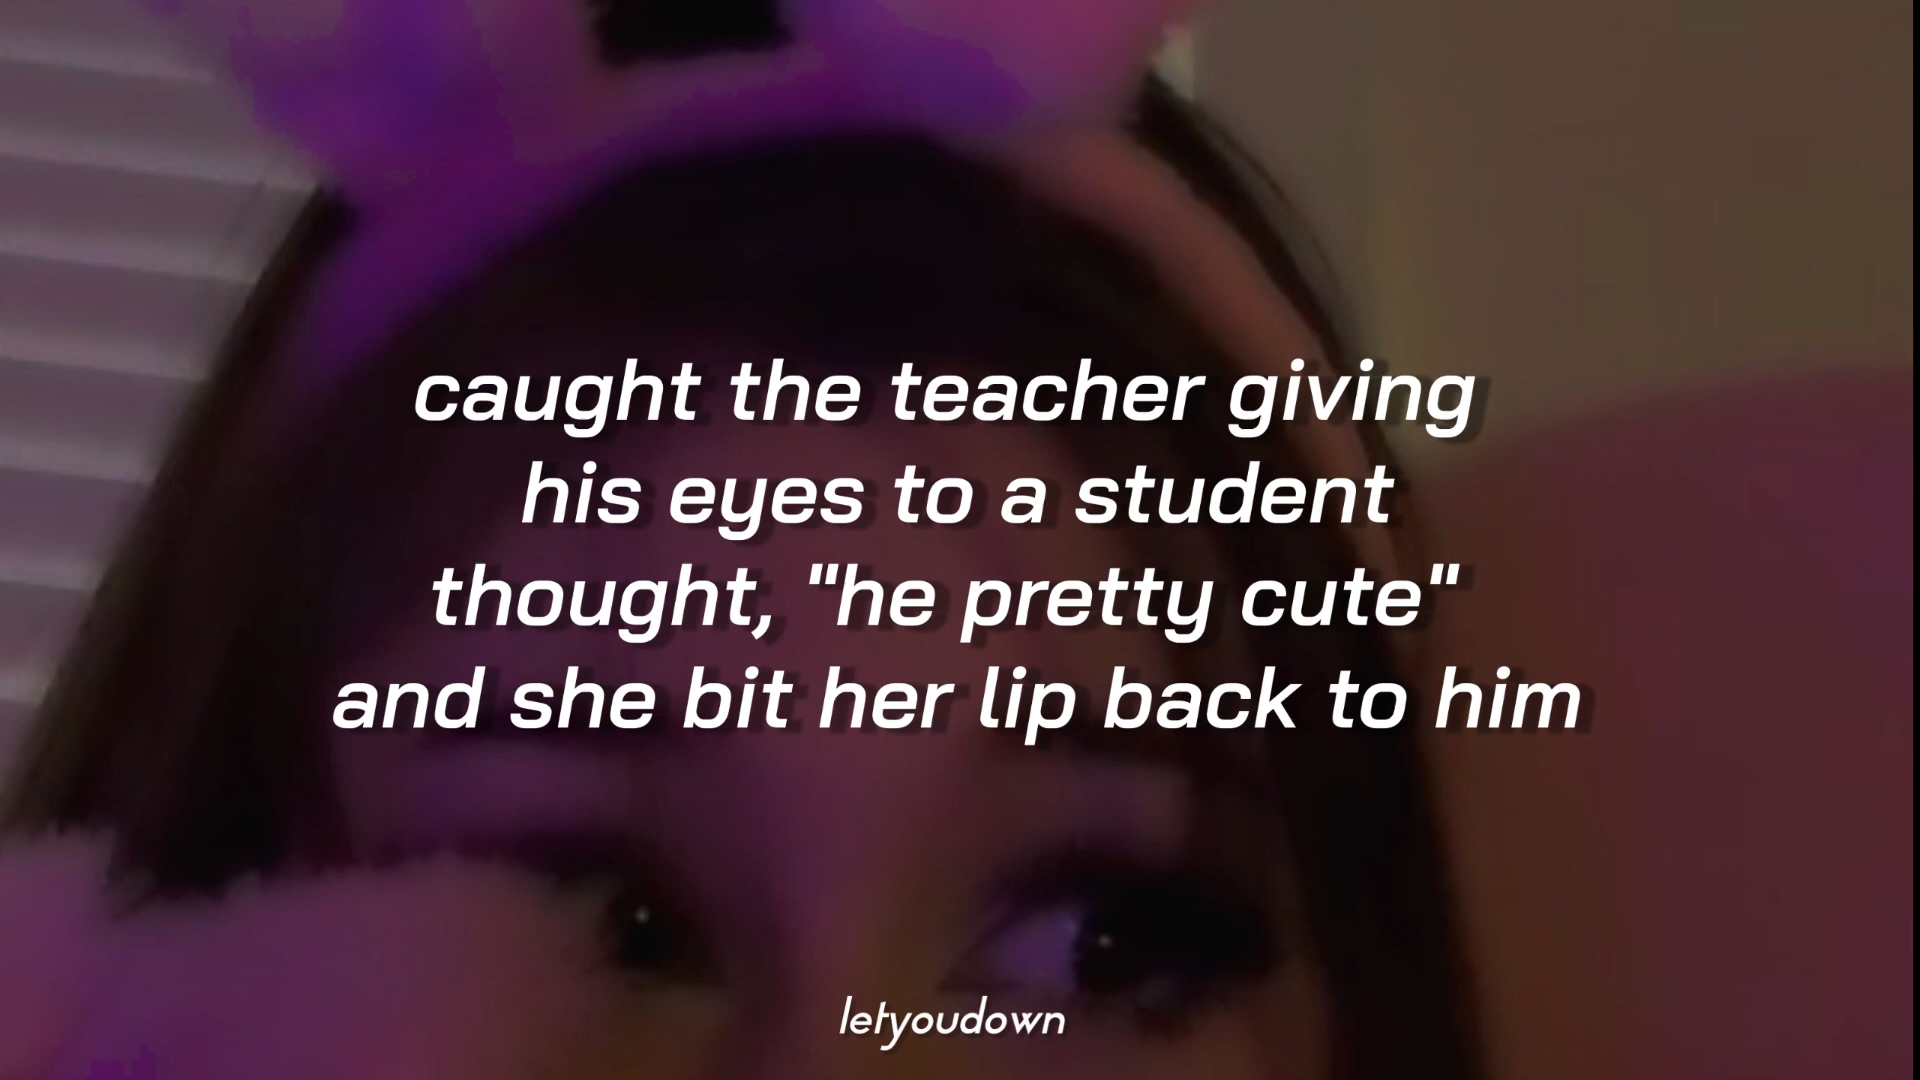 caught the teacher giving
his eyes to a student
thought, "he pretty cute"
and she bit her lip back to him
letyoudown